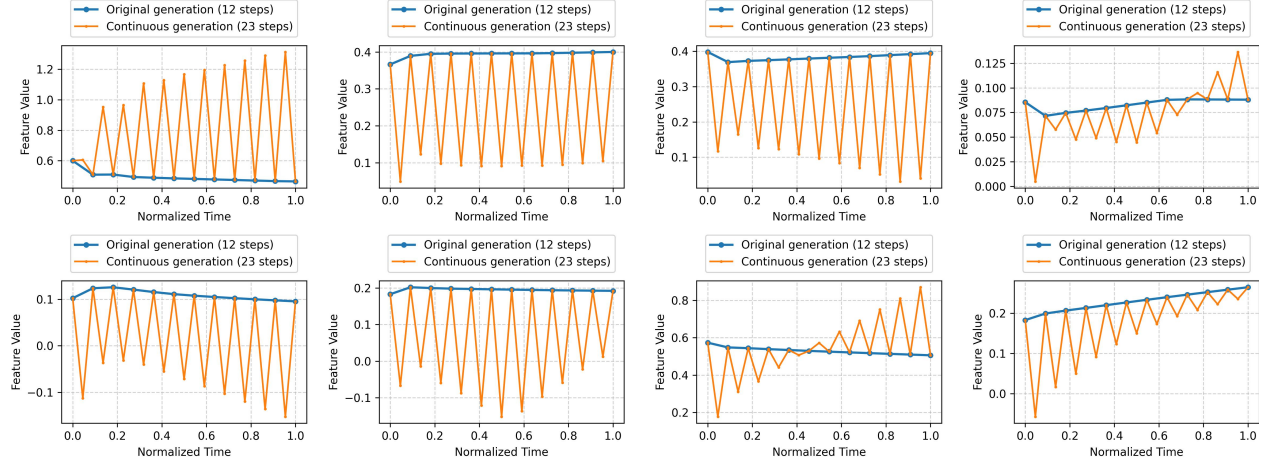 Original generation (12 steps)
Continuous generation (23 steps)
Feature Value
1.2
1.0
0.8
0.6
0.0 0.2 0.4 0.6 0.8 1.0
Normalized Time
Original generation (12 steps)
Continuous generation (23 steps)
Feature Value
0.4
0.3
0.2
0.1
0.0 0.2 0.4 0.6 0.8 1.0
Normalized Time
Original generation (12 steps)
Continuous generation (23 steps)
Feature Value
0.4
0.3
0.2
0.1
0.0 0.2 0.4 0.6 0.8 1.0
Normalized Time
Original generation (12 steps)
Continuous generation (23 steps)
Feature Value
0.125
0.100
0.075
0.050
0.025
0.000
0.0 0.2 0.4 0.6 0.8 1.0
Normalized Time
Original generation (12 steps)
Continuous generation (23 steps)
Feature Value
0.1
0.0
−0.1
0.0 0.2 0.4 0.6 0.8 1.0
Normalized Time
Original generation (12 steps)
Continuous generation (23 steps)
Feature Value
0.2
0.1
0.0
−0.1
0.0 0.2 0.4 0.6 0.8 1.0
Normalized Time
Original generation (12 steps)
Continuous generation (23 steps)
Feature Value
0.8
0.6
0.4
0.2
0.0 0.2 0.4 0.6 0.8 1.0
Normalized Time
Original generation (12 steps)
Continuous generation (23 steps)
Feature Value
0.2
0.1
0.0
0.0 0.2 0.4 0.6 0.8 1.0
Normalized Time